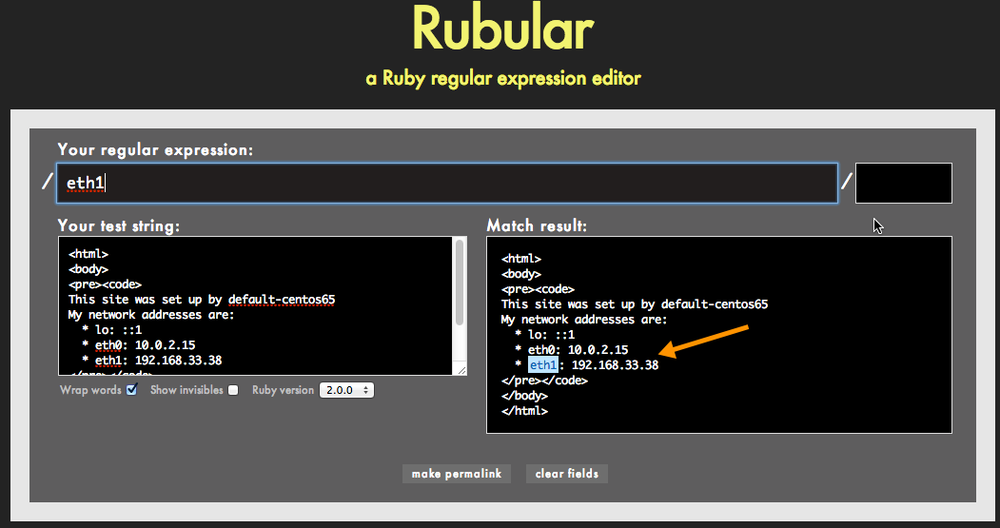 Rubular
a Ruby regular expression editor
Your regular expression:
/ eth1 /
Your test string:
<html>
<body>
<pre><code>
This site was set up by default-centos65
My network addresses are:
* lo: ::1
* eth0: 10.0.2.15
* eth1: 192.168.33.38
</pre></code>
Wrap words Show invisibles Ruby version 2.0.0
Match result:
<html>
<body>
<pre><code>
This site was set up by default-centos65
My network addresses are:
* lo: ::1
* eth0: 10.0.2.15
* eth1: 192.168.33.38
</pre></code>
</body>
</html>
make permalink clear fields